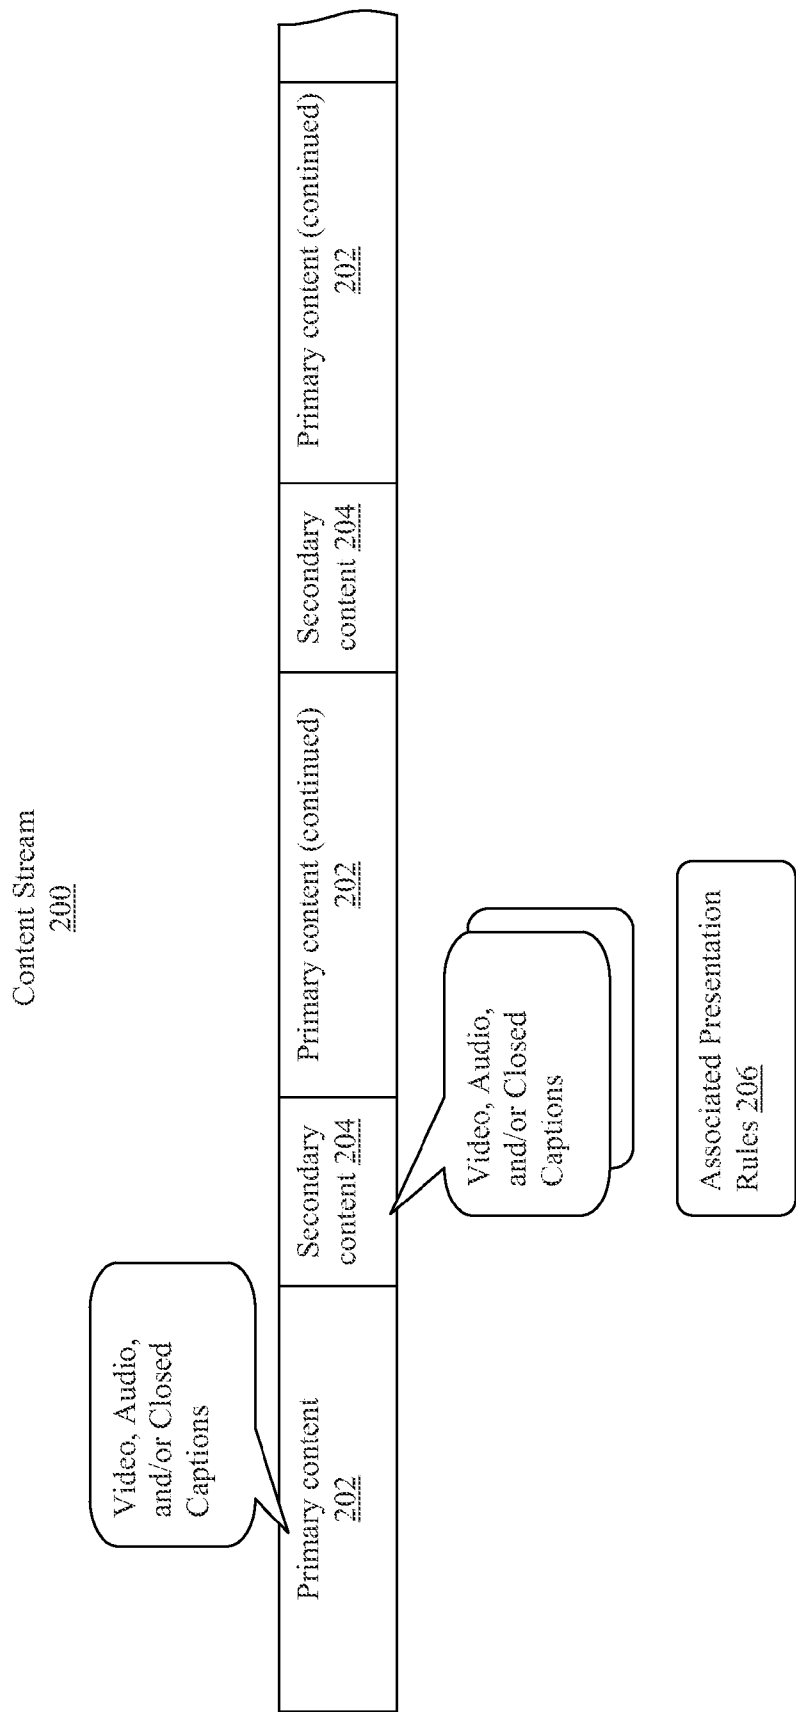 Content Stream
200
Video, Audio,
and/or Closed
Captions
Primary content
202
Secondary
content 204
Primary content (continued)
202
Secondary
content 204
Primary content (continued)
202
Video, Audio,
and/or Closed
Captions
Associated Presentation
Rules 206